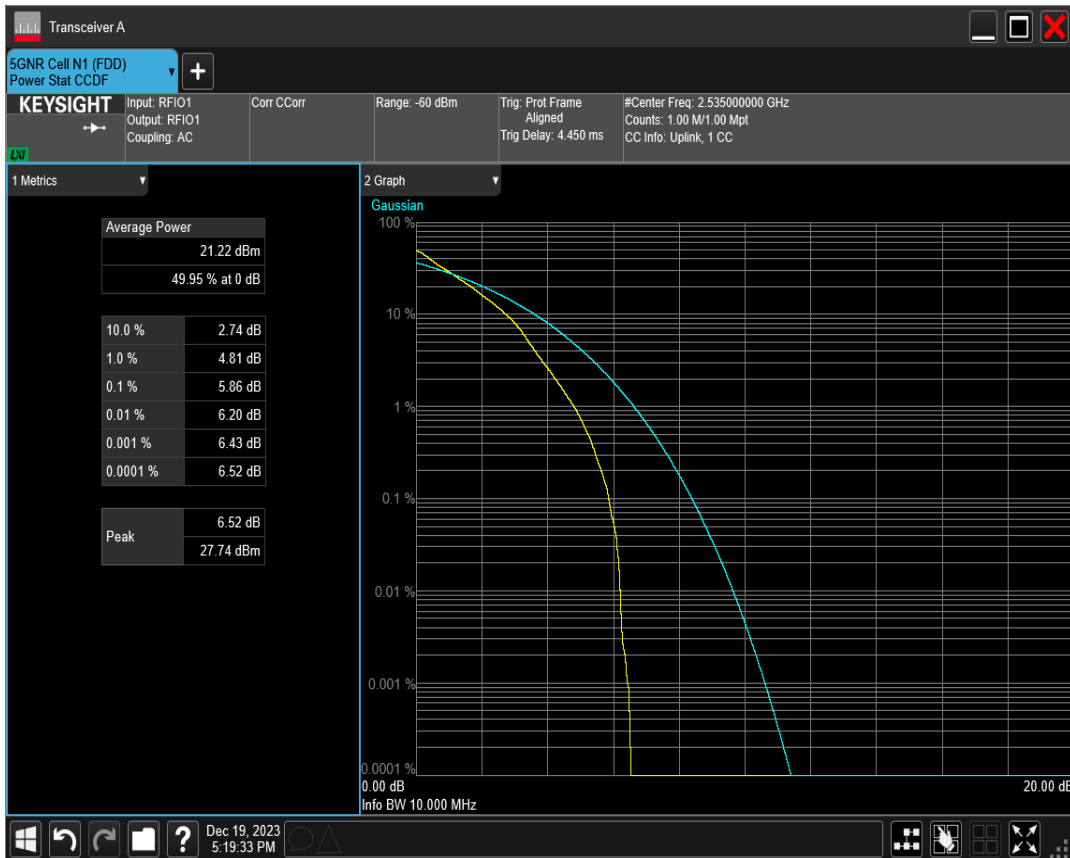 Transceiver A
5GNR Cell N1 (FDD)
Power Stat CCDF
+
KEYSIGHT
LXI
Input: RFIO1
Output: RFIO1
Coupling: AC
Corr CCorr
Range: -60 dBm
Trig: Prot Frame
Aligned
Trig Delay: 4.450 ms
#Center Freq: 2.535000000 GHz
Counts: 1.00 M/1.00 Mpt
CC Info: Uplink, 1 CC
1 Metrics
Average Power
21.22 dBm
49.95 % at 0 dB
10.0 % 2.74 dB
1.0 % 4.81 dB
0.1 % 5.86 dB
0.01 % 6.20 dB
0.001 % 6.43 dB
0.0001 % 6.52 dB
Peak
6.52 dB
27.74 dBm
2 Graph
Gaussian
100 %
10 %
1 %
0.1 %
0.01 %
0.001 %
0.0001 %
0.00 dB 20.00 dB
Info BW 10.000 MHz
?
Dec 19, 2023
5:19:33 PM